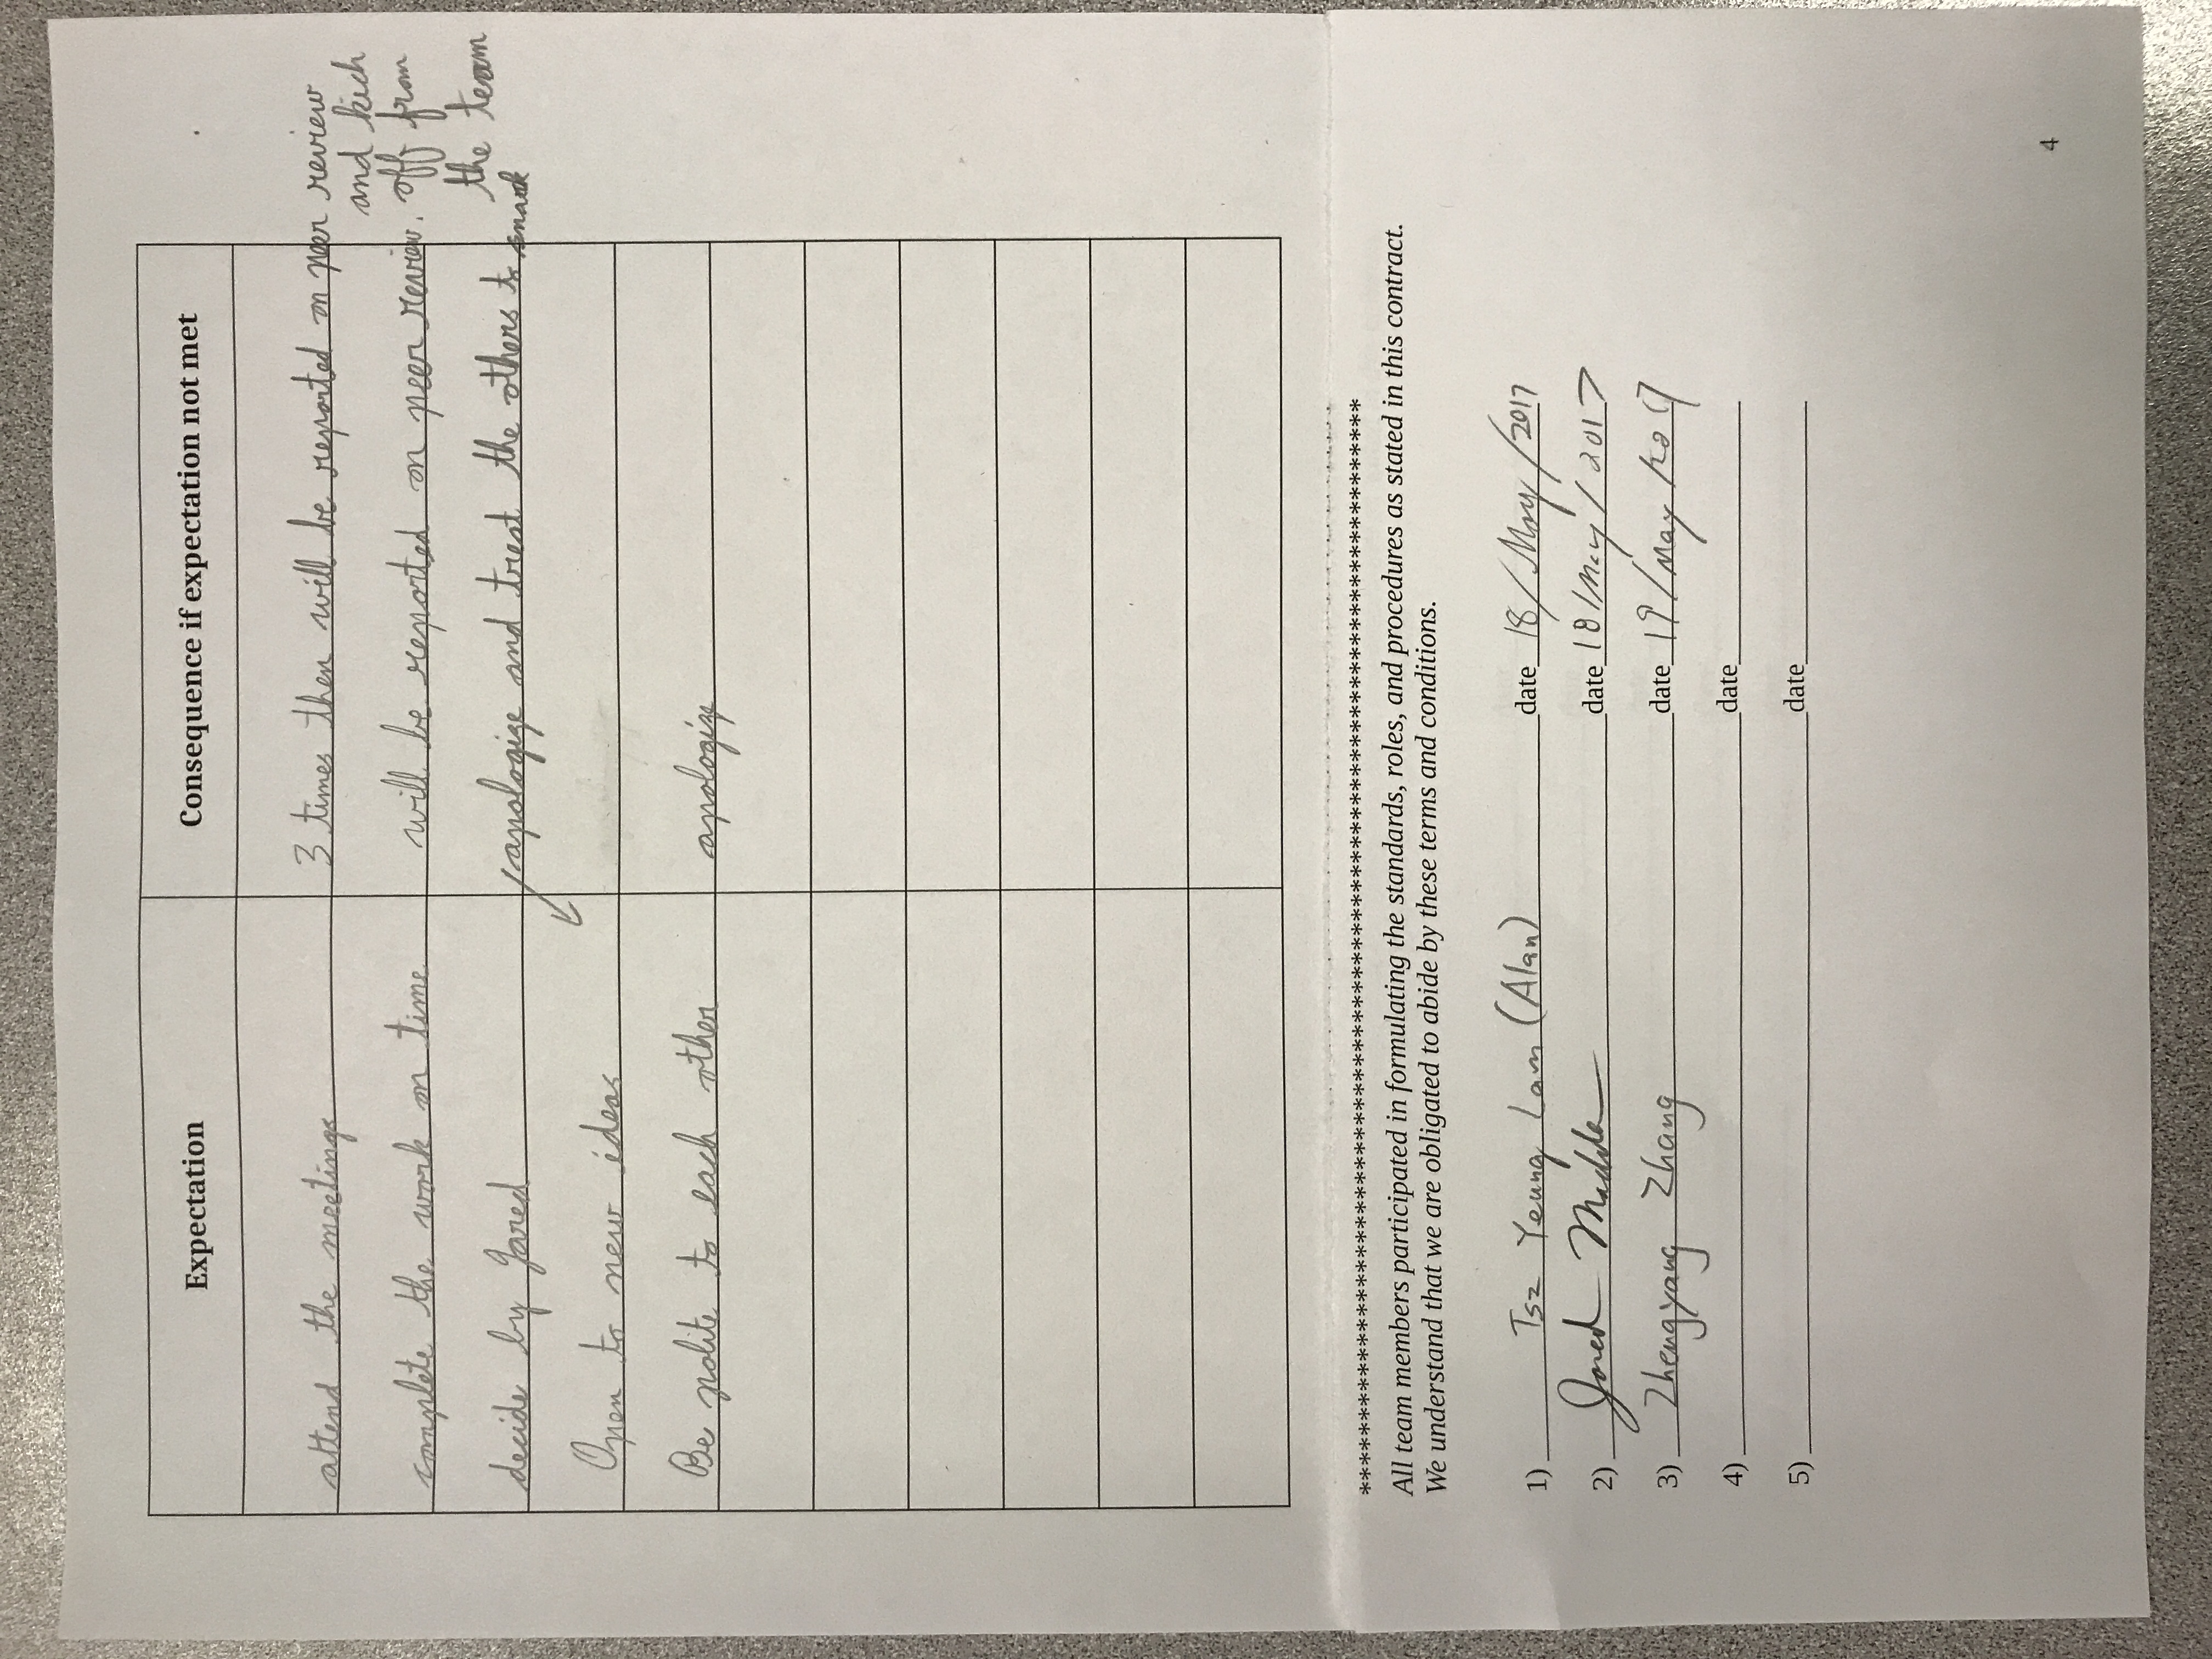 Expectation Consequence if expectation not met
attend the meetings 3 times then will be reported on peer review
and kick
complete the work on time will be reported on peer review. off from
the team
decide by Jared apologize and treat the others to snack
Open to new ideas
Be polite to each other apologize
**************************************************************************
All team members participated in formulating the standards, roles, and procedures as stated in this contract.
We understand that we are obligated to abide by these terms and conditions.
1) Tsz Yeung Lam (Alan) date 18/May/2017
2) Jared date 18/May/2017
3) Zhengyang Zhang date 19/May/2017
4) date
5) date
4